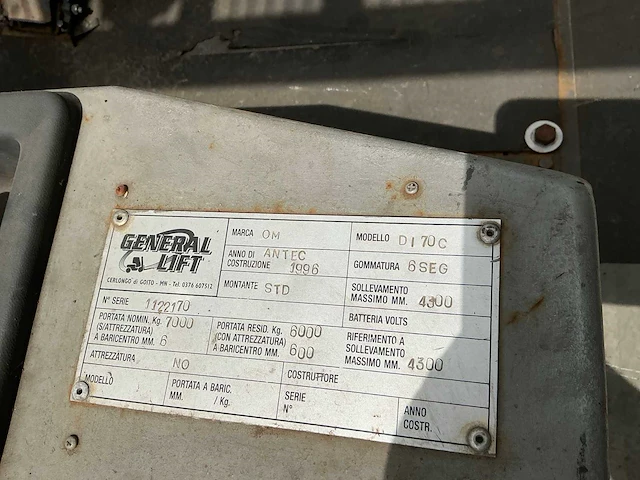 GENERAL LIFT
CERLONGO di GOITO - MN - Tel. 0376 607512
MARCA OM
MODELLO DI 70 C
ANNO DI COSTRUZIONE ANTEC 1996
GOMMATURA 6 SEG
MONTANTE STD
SOLLEVAMENTO MASSIMO MM. 4300
N° SERIE 1122170
BATTERIA VOLTS
PORTATA NOMIN. Kg. 7000
(S/ATTREZZATURA)
A BARICENTRO MM. 6
PORTATA RESID. Kg. 6000
(CON ATTREZZATURA)
A BARICENTRO MM. 600
RIFERIMENTO A
SOLLEVAMENTO
MASSIMO MM. 4300
ATTREZZATURA NO
COSTRUTTORE
MODELLO
PORTATA A BARIC.
MM. / Kg.
SERIE
N°
ANNO
COSTR.